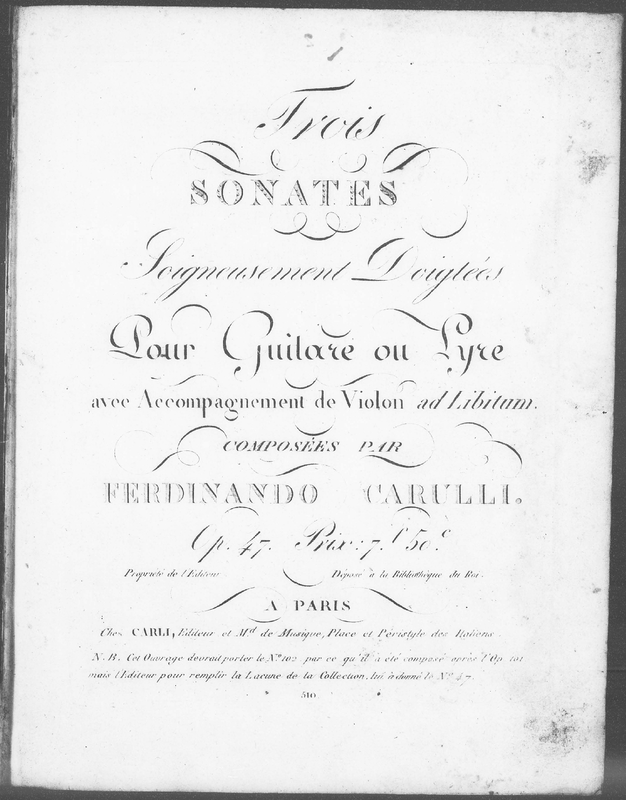 Trois
SONATES
Soigneusement Doigtées
Pour Guitare ou Lyre
avec Accompagnement de Violon ad Libitum.
COMPOSÉES PAR
FERDINANDO CARULLI.
Op. 47. Prix: 7.f 50.c
Propriété de l'Editeur. Déposé à la Bibliothèque du Roi.
A PARIS
Chez CARLI, Editeur et Md. de Musique, Place et Péristyle des Italiens.
N.B. Cet Ouvrage devrait porter le No. 102 par ce qu'il a été composé après l'Op. 101
mais l'Editeur pour remplir la Lacune de la Collection, lui à donné le No. 47.
510